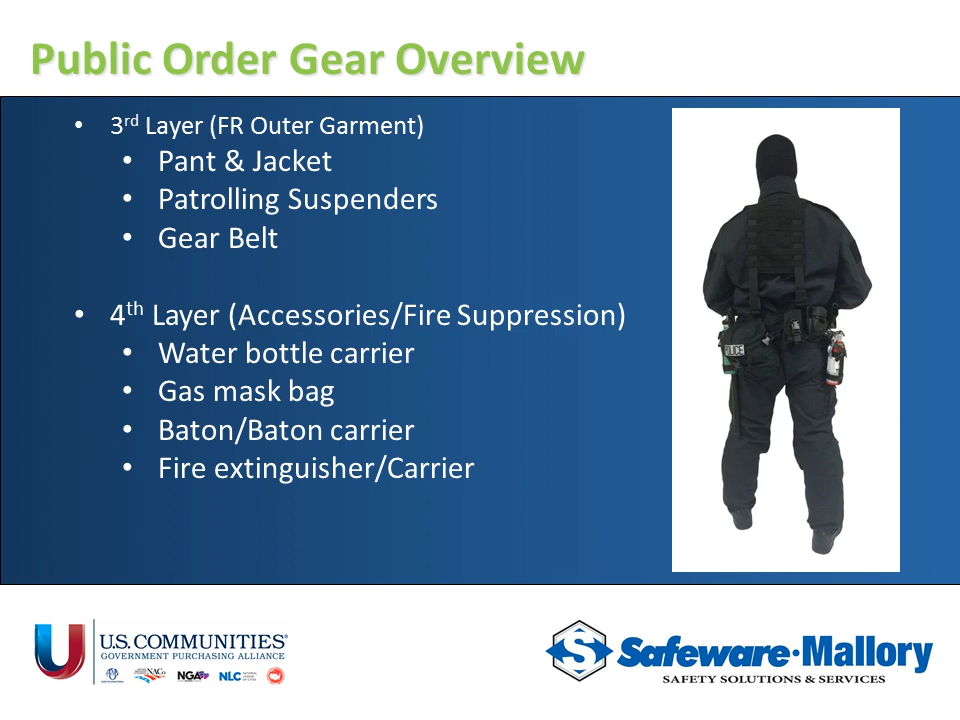 Public Order Gear Overview
• 3rd Layer (FR Outer Garment)
• Pant & Jacket
• Patrolling Suspenders
• Gear Belt
• 4th Layer (Accessories/Fire Suppression)
• Water bottle carrier
• Gas mask bag
• Baton/Baton carrier
• Fire extinguisher/Carrier
POLICE
U.S. COMMUNITIES®
GOVERNMENT PURCHASING ALLIANCE
NACo
NGA
NLC
Safeware·Mallory
SAFETY SOLUTIONS & SERVICES